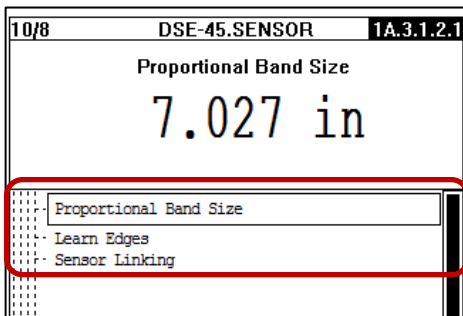 10/8 DSE-45.SENSOR 1A.3.1.2.1
Proportional Band Size
7.027 in
Proportional Band Size
Learn Edges
Sensor Linking